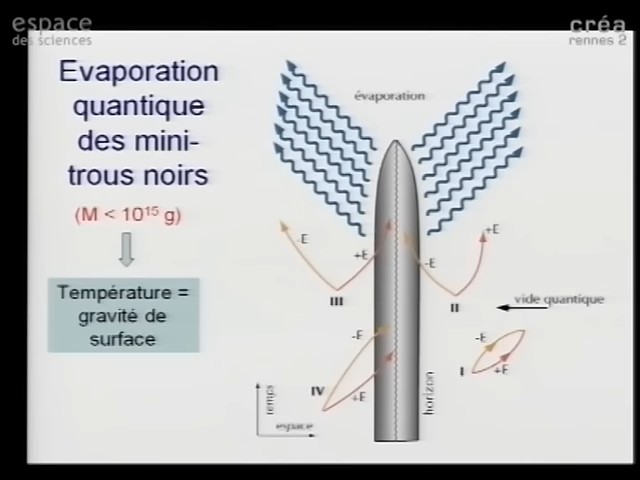 espace
des sciences
créa
rennes 2
Evaporation
quantique
des mini-
trous noirs
(M < 10¹⁵ g)
Température =
gravité de
surface
évaporation
-E
+E
III
-E
+E
II
vide quantique
-E
+E
I
-E
+E
IV
temps
espace
horizon